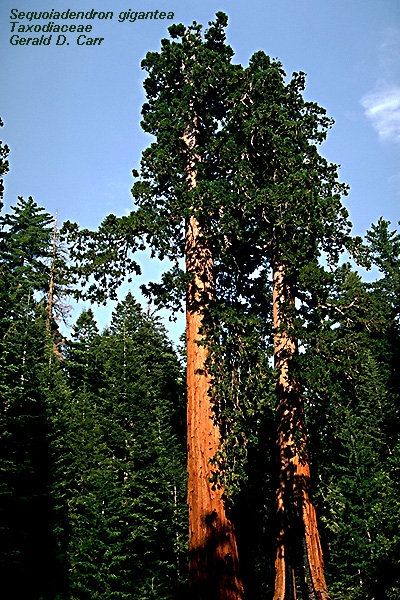 Sequoiadendron gigantea
Taxodiaceae
Gerald D. Carr